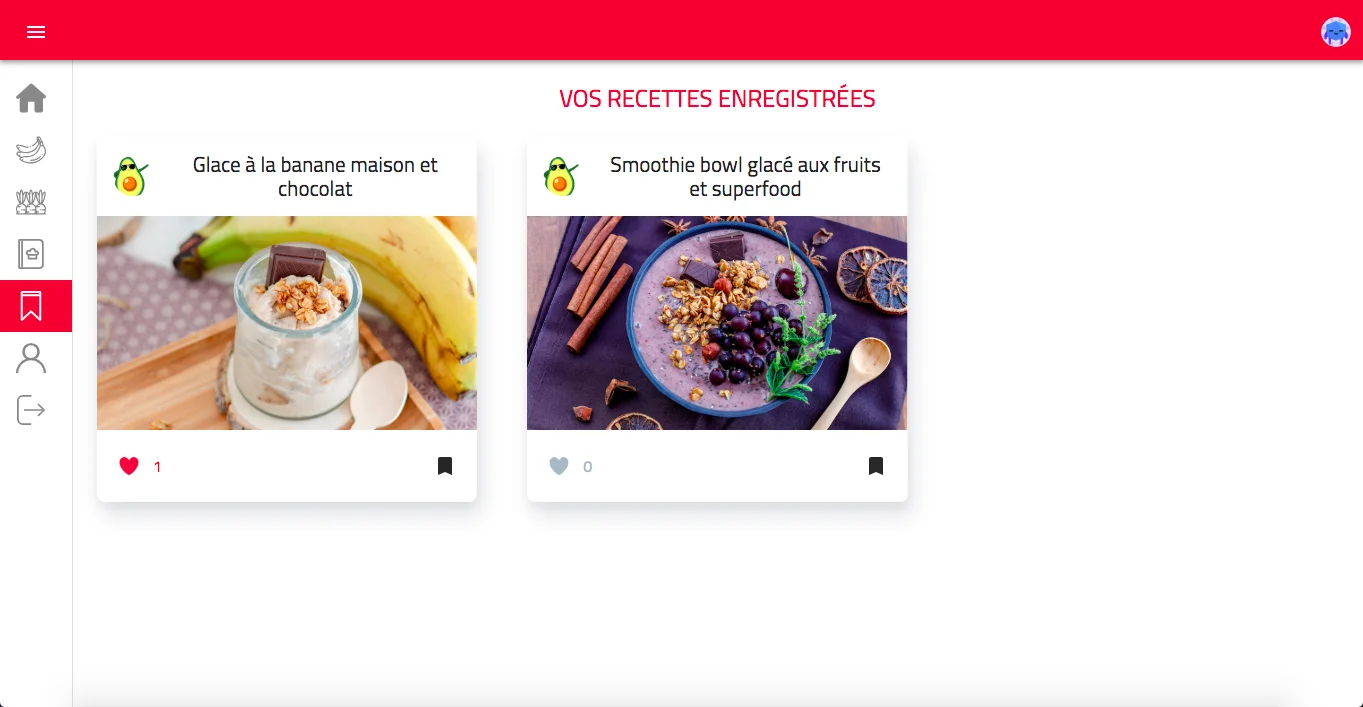 VOS RECETTES ENREGISTRÉES
Glace à la banane maison et
chocolat
Smoothie bowl glacé aux fruits
et superfood
1
0